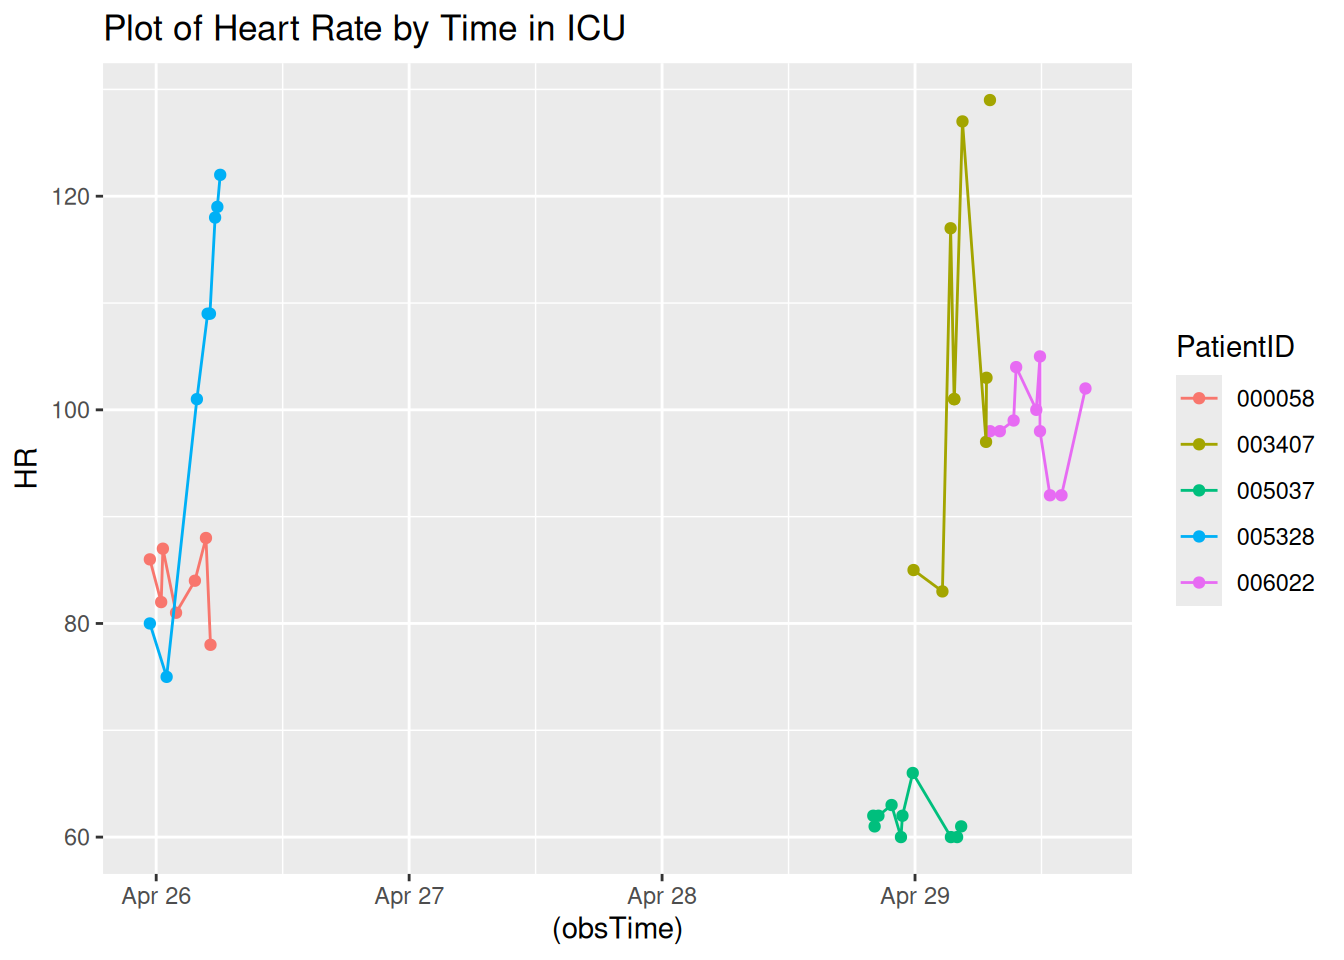 Plot of Heart Rate by Time in ICU
HR
120
100
80
60
Apr 26
Apr 27
Apr 28
Apr 29
(obsTime)
PatientID
000058
003407
005037
005328
006022